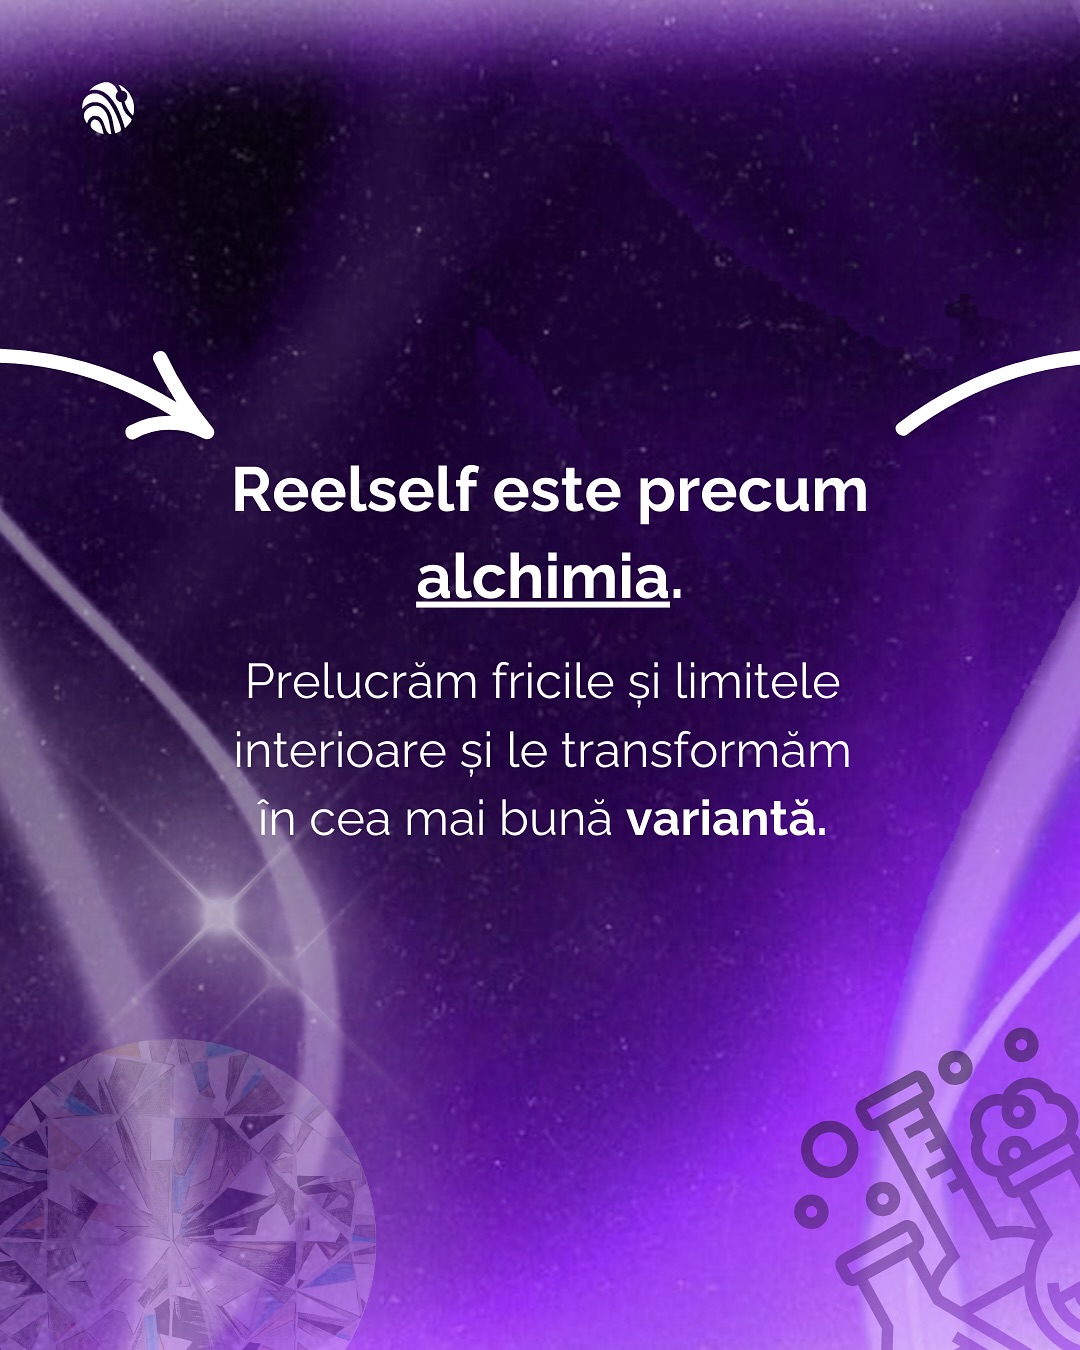 Reelself este precum
alchimia.
Prelucrăm fricile și limitele
interioare și le transformăm
în cea mai bună variantă.